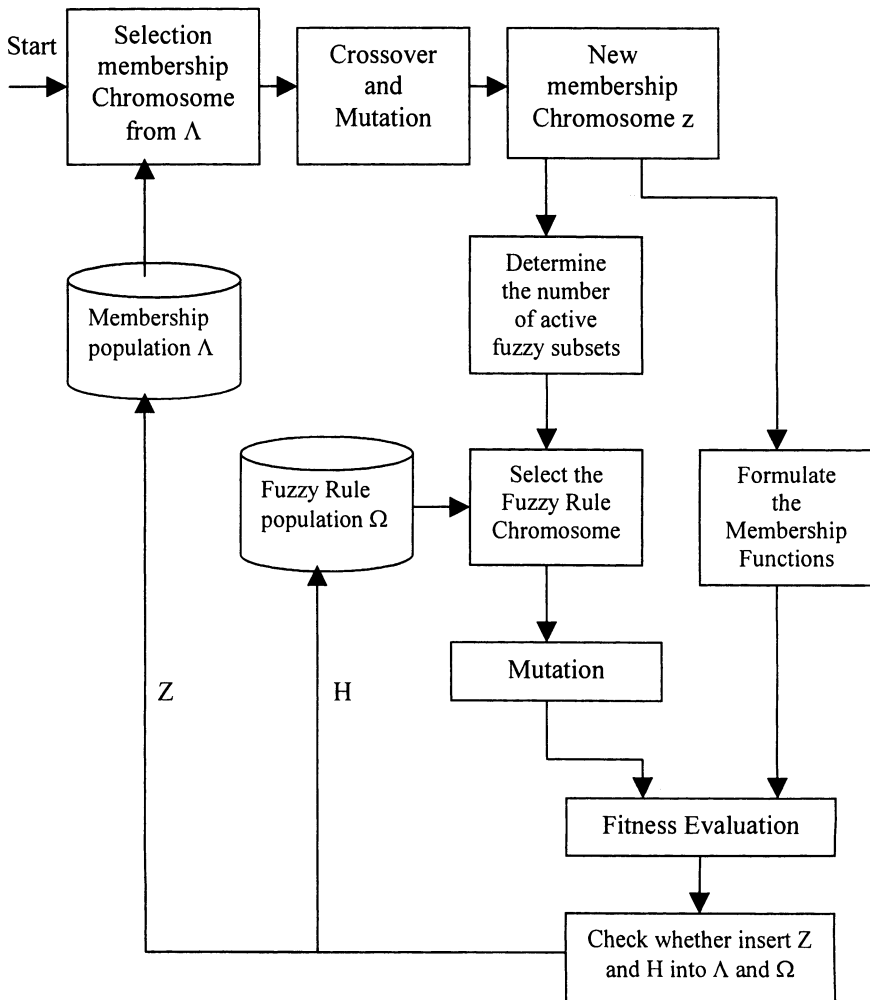 Start
Selection
membership
Chromosome
from Λ
Crossover
and
Mutation
New
membership
Chromosome z
Determine
the number
of active
fuzzy subsets
Membership
population Λ
Fuzzy Rule
population Ω
Select the
Fuzzy Rule
Chromosome
Formulate
the
Membership
Functions
Mutation
Z
H
Fitness Evaluation
Check whether insert Z
and H into Λ and Ω